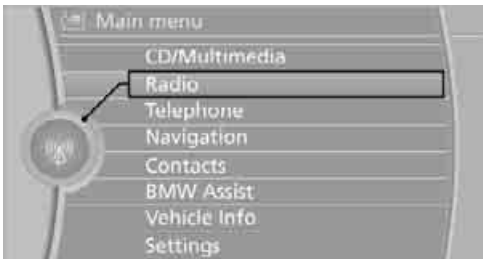 Main menu
CD/Multimedia
Radio
Telephone
Navigation
Contacts
BMW Assist
Vehicle Info
Settings